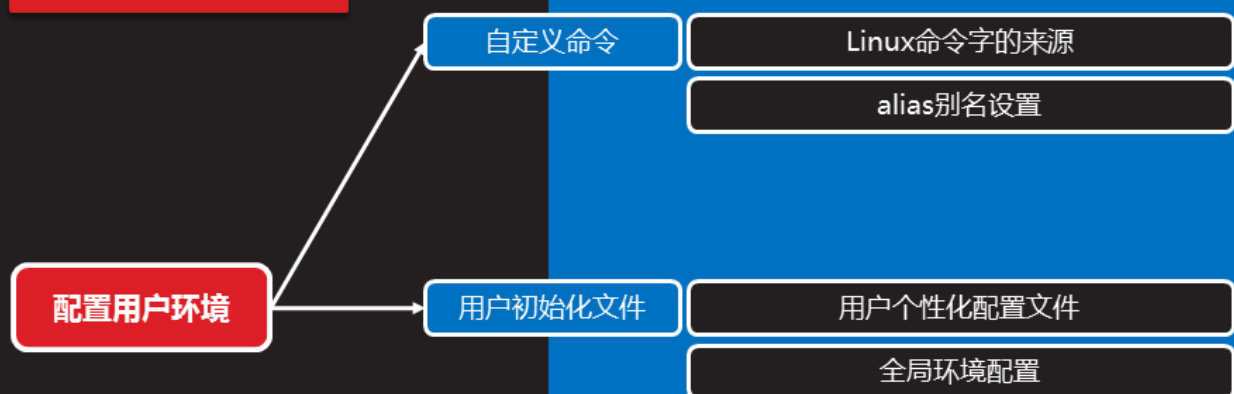 自定义命令
Linux命令字的来源
alias别名设置
配置用户环境
用户初始化文件
用户个性化配置文件
全局环境配置